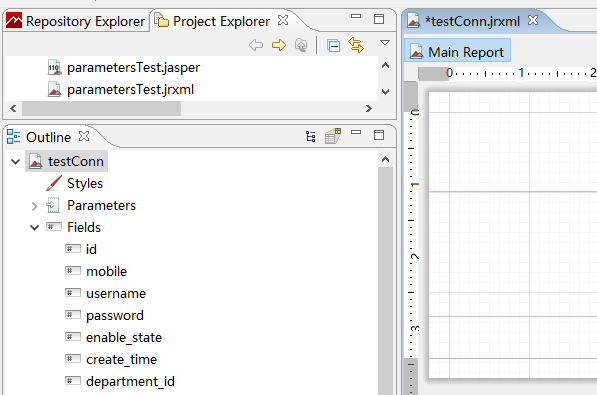 Repository Explorer
Project Explorer
parametersTest.jasper
parametersTest.jrxml
Outline
testConn
Styles
Parameters
Fields
id
mobile
username
password
enable_state
create_time
department_id
*testConn.jrxml
Main Report
0 1 2
0
1
2
3